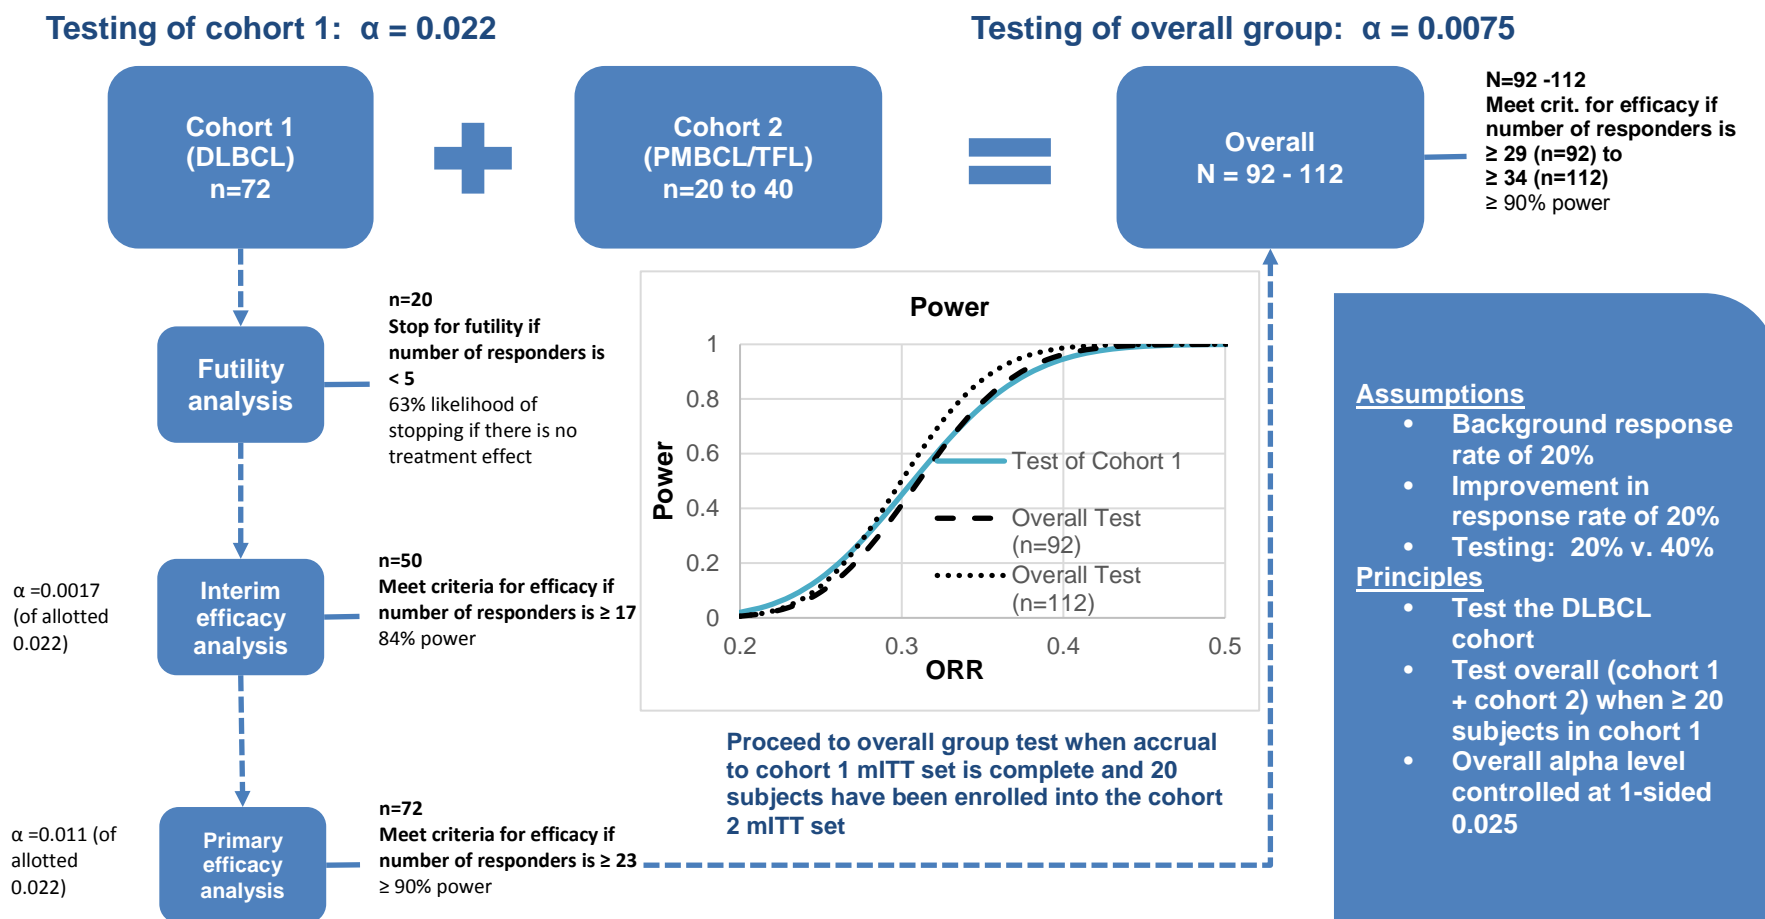 Testing of cohort 1:  α = 0.022
Testing of overall group:  α = 0.0075
Cohort 1
(DLBCL)
n=72
Cohort 2
(PMBCL/TFL)
n=20 to 40
Overall
N = 92 - 112
N=92 -112
Meet crit. for efficacy if
number of responders is
≥ 29 (n=92) to
≥ 34 (n=112)
≥ 90% power
Futility
analysis
n=20
Stop for futility if
number of responders is
< 5
63% likelihood of
stopping if there is no
treatment effect
α =0.0017
(of allotted
0.022)
Interim
efficacy
analysis
n=50
Meet criteria for efficacy if
number of responders is ≥ 17
84% power
α =0.011 (of
allotted
0.022)
Primary
efficacy
analysis
n=72
Meet criteria for efficacy if
number of responders is ≥ 23
≥ 90% power
Power
1
0.8
0.6
0.4
0.2
0
Power
0.2
0.3
0.4
0.5
ORR
Test of Cohort 1
Overall Test
(n=92)
Overall Test
(n=112)
Proceed to overall group test when accrual
to cohort 1 mITT set is complete and 20
subjects have been enrolled into the cohort
2 mITT set
Assumptions
• Background response
rate of 20%
• Improvement in
response rate of 20%
• Testing:  20% v. 40%
Principles
• Test the DLBCL
cohort
• Test overall (cohort 1
+ cohort 2) when ≥ 20
subjects in cohort 1
• Overall alpha level
controlled at 1-sided
0.025